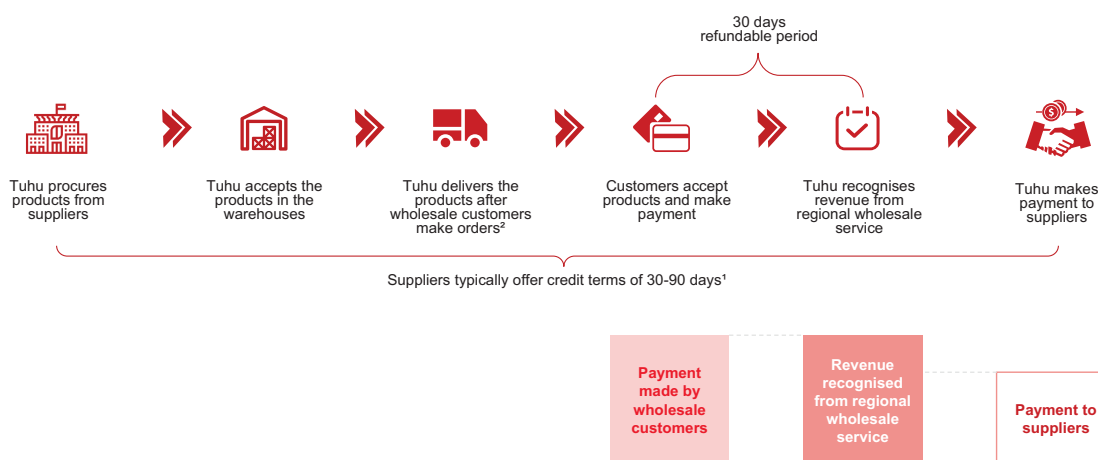 30 days
refundable period
Tuhu procures
products from
suppliers
Tuhu accepts the
products in the
warehouses
Tuhu delivers the
products after
wholesale customers
make orders²
Customers accept
products and make
payment
Tuhu recognises
revenue from
regional wholesale
service
Tuhu makes
payment to
suppliers
Suppliers typically offer credit terms of 30-90 days¹
Payment
made by
wholesale
customers
Revenue
recognised
from regional
wholesale
service
Payment to
suppliers